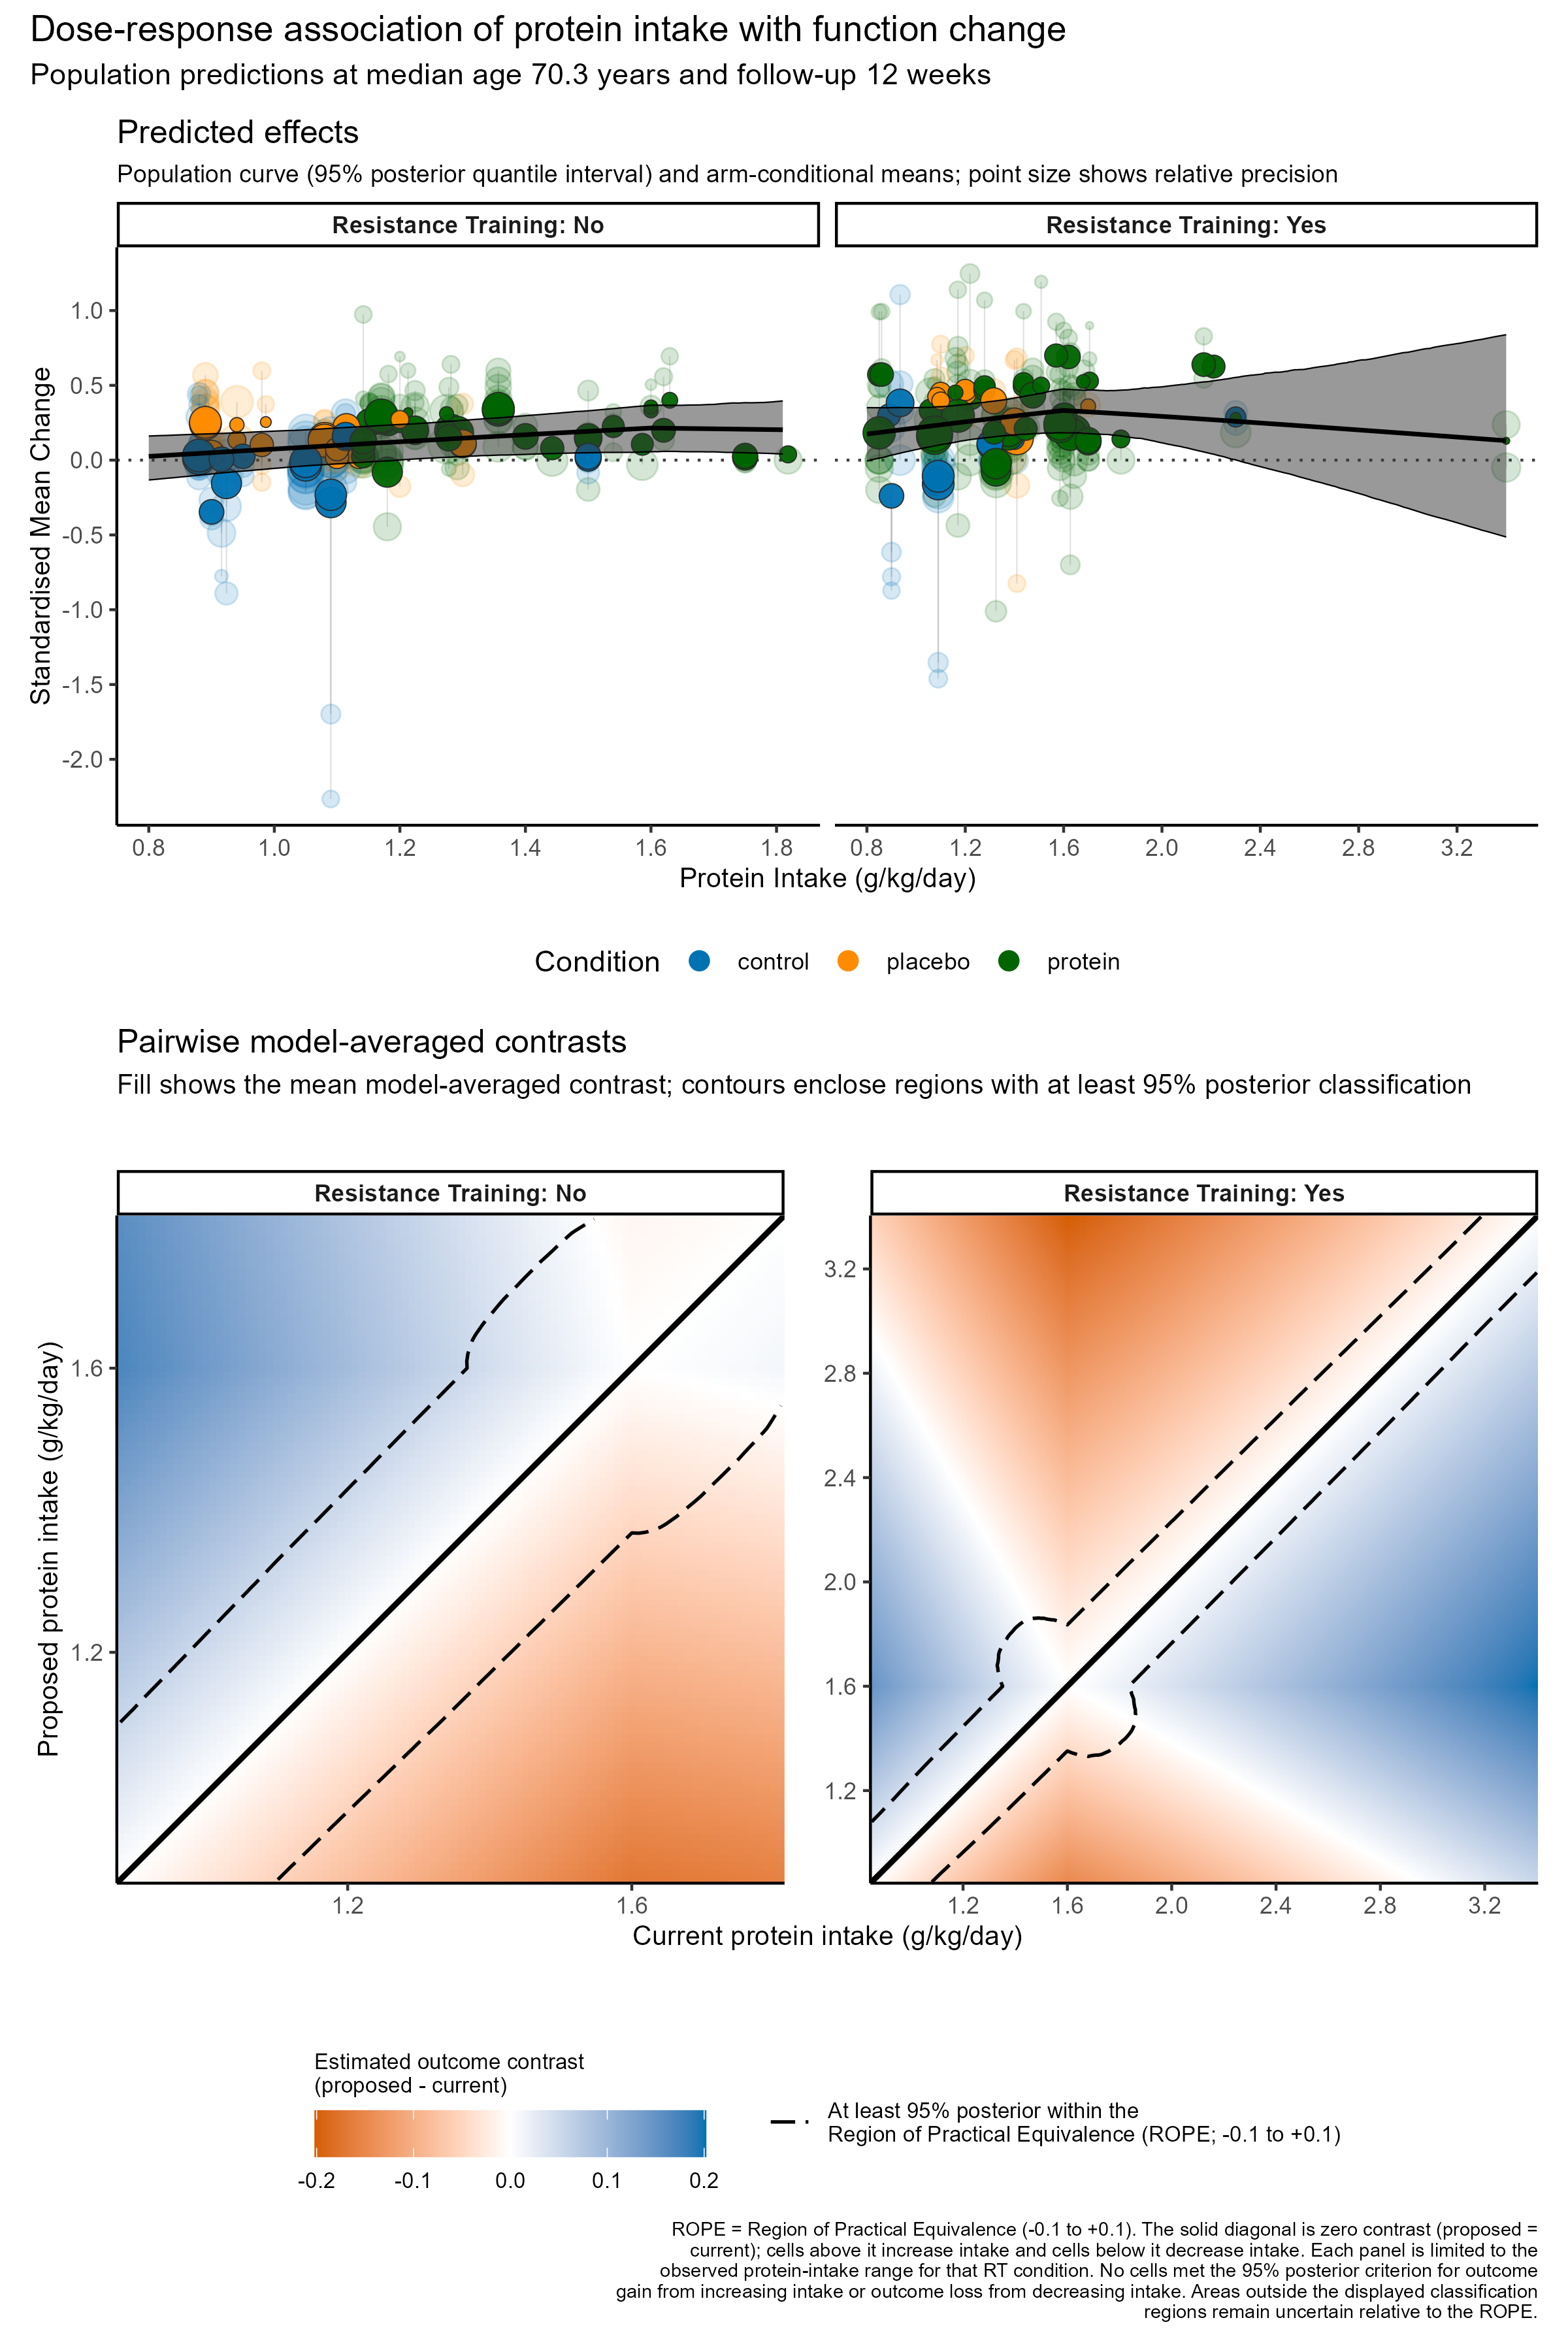 Dose-response association of protein intake with function change
Population predictions at median age 70.3 years and follow-up 12 weeks
Predicted effects
Population curve (95% posterior quantile interval) and arm-conditional means; point size shows relative precision
Resistance Training: No
Resistance Training: Yes
Standardised Mean Change
1.0
0.5
0.0
-0.5
-1.0
-1.5
-2.0
0.8 1.0 1.2 1.4 1.6 1.8
0.8 1.2 1.6 2.0 2.4 2.8 3.2
Protein Intake (g/kg/day)
Condition control placebo protein
Pairwise model-averaged contrasts
Fill shows the mean model-averaged contrast; contours enclose regions with at least 95% posterior classification
Resistance Training: No
Resistance Training: Yes
Proposed protein intake (g/kg/day)
1.6
1.2
3.2
2.8
2.4
2.0
1.6
1.2
1.2 1.6
1.2 1.6 2.0 2.4 2.8 3.2
Current protein intake (g/kg/day)
Estimated outcome contrast
(proposed - current)
-0.2 -0.1 0.0 0.1 0.2
At least 95% posterior within the
Region of Practical Equivalence (ROPE; -0.1 to +0.1)
ROPE = Region of Practical Equivalence (-0.1 to +0.1). The solid diagonal is zero contrast (proposed =
current); cells above it increase intake and cells below it decrease intake. Each panel is limited to the
observed protein-intake range for that RT condition. No cells met the 95% posterior criterion for outcome
gain from increasing intake or outcome loss from decreasing intake. Areas outside the displayed classification
regions remain uncertain relative to the ROPE.